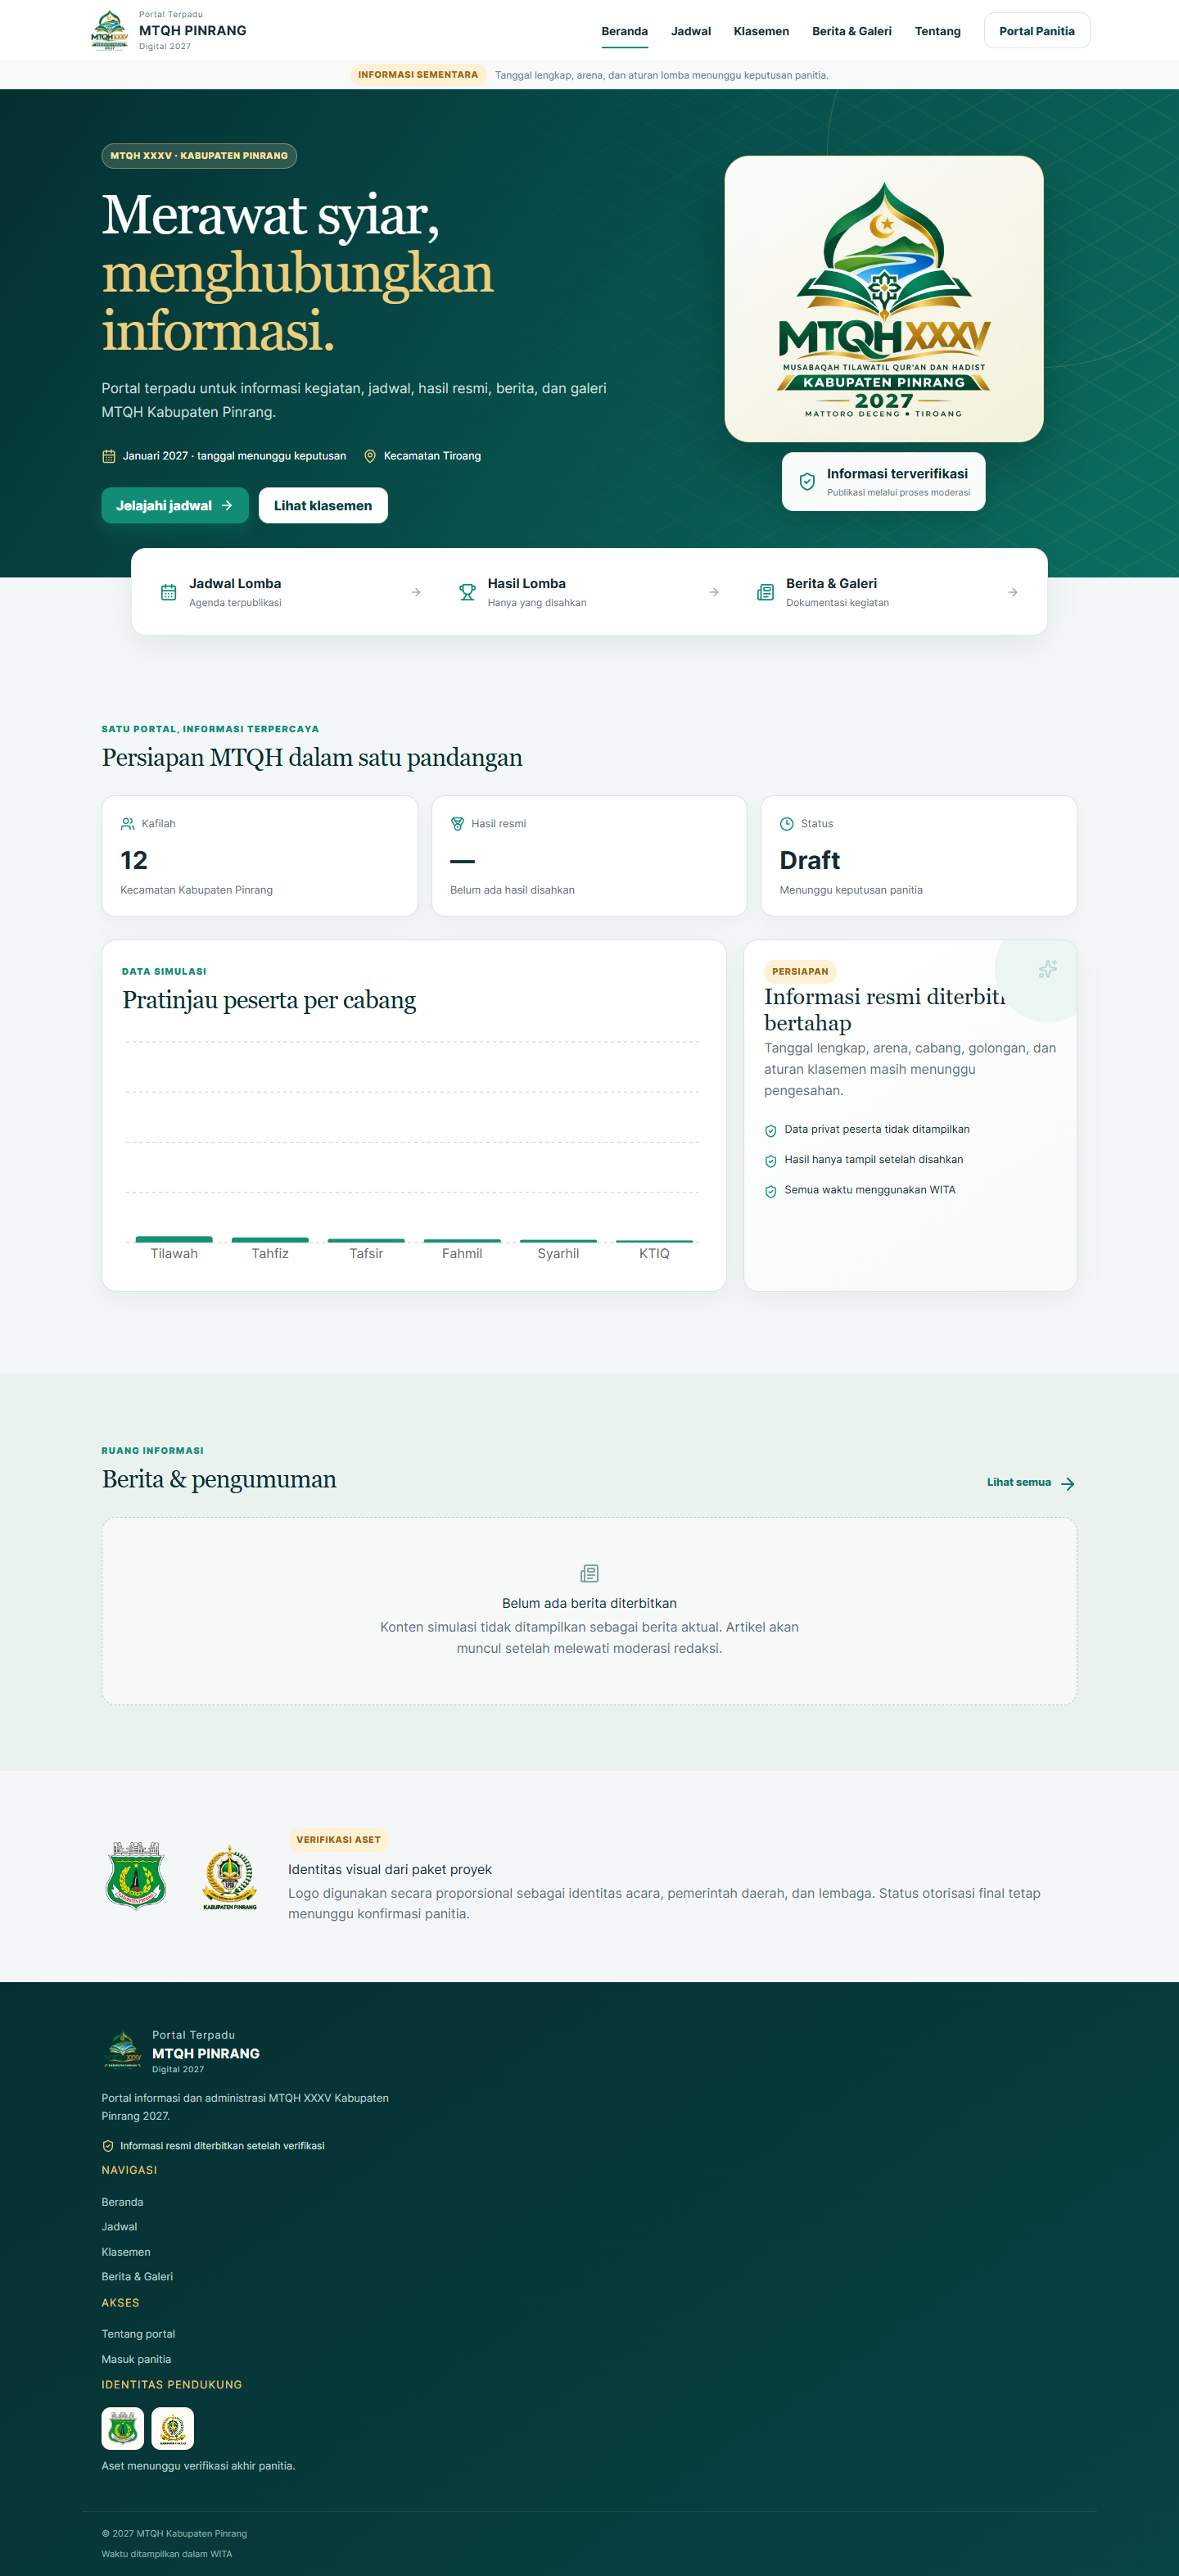 Portal Terpadu
MTQH PINRANG
Digital 2027
Beranda
Jadwal
Klasemen
Berita & Galeri
Tentang
Portal Panitia
INFORMASI SEMENTARA
Tanggal lengkap, arena, dan aturan lomba menunggu keputusan panitia.
MTQH XXXV · KABUPATEN PINRANG
Merawat syiar,
menghubungkan
informasi.
Portal terpadu untuk informasi kegiatan, jadwal, hasil resmi, berita, dan galeri
MTQH Kabupaten Pinrang.
Januari 2027 · tanggal menunggu keputusan
Kecamatan Tiroang
Jelajahi jadwal
Lihat klasemen
MTQH XXXV
MUSABAQAH TILAWATIL QUR'AN DAN HADIST
KABUPATEN PINRANG
2027
MATTORO DECENG • TIROANG
Informasi terverifikasi
Publikasi melalui proses moderasi
Jadwal Lomba
Agenda terpublikasi
Hasil Lomba
Hanya yang disahkan
Berita & Galeri
Dokumentasi kegiatan
SATU PORTAL, INFORMASI TERPERCAYA
Persiapan MTQH dalam satu pandangan
Kafilah
12
Kecamatan Kabupaten Pinrang
Hasil resmi
—
Belum ada hasil disahkan
Status
Draft
Menunggu keputusan panitia
DATA SIMULASI
Pratinjau peserta per cabang
Tilawah
Tahfiz
Tafsir
Fahmil
Syarhil
KTIQ
PERSIAPAN
Informasi resmi
bertahap
Tanggal lengkap, arena, cabang, golongan, dan
aturan klasemen masih menunggu
pengesahan.
Data privat peserta tidak ditampilkan
Hasil hanya tampil setelah disahkan
Semua waktu menggunakan WITA
RUANG INFORMASI
Berita & pengumuman
Lihat semua
Belum ada berita diterbitkan
Konten simulasi tidak ditampilkan sebagai berita aktual. Artikel akan
muncul setelah melewati moderasi redaksi.
KABUPATEN PINRANG
VERIFIKASI ASET
Identitas visual dari paket proyek
Logo digunakan secara proporsional sebagai identitas acara, pemerintah daerah, dan lembaga. Status otorisasi final tetap
menunggu konfirmasi panitia.
Portal Terpadu
MTQH PINRANG
Digital 2027
Portal informasi dan administrasi MTQH XXXV Kabupaten
Pinrang 2027.
Informasi resmi diterbitkan setelah verifikasi
NAVIGASI
Beranda
Jadwal
Klasemen
Berita & Galeri
AKSES
Tentang portal
Masuk panitia
IDENTITAS PENDUKUNG
Aset menunggu verifikasi akhir panitia.
© 2027 MTQH Kabupaten Pinrang
Waktu ditampilkan dalam WITA